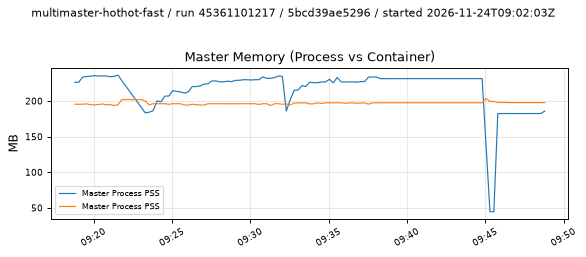 multimaster-hothot-fast / run 45361101217 / 5bcd39ae5296 / started 2026-11-24T09:02:03Z
Master Memory (Process vs Container)
MB
200
150
100
50
Master Process PSS
Master Process PSS
09:20
09:25
09:30
09:35
09:40
09:45
09:50